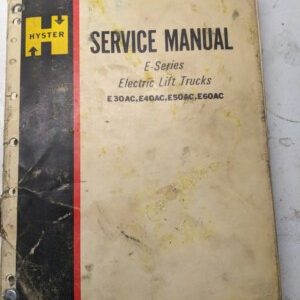 HYSTER
SERVICE MANUAL
E-Series
Electric Lift Trucks
E30AC,E40AC,E50AC,E60AC